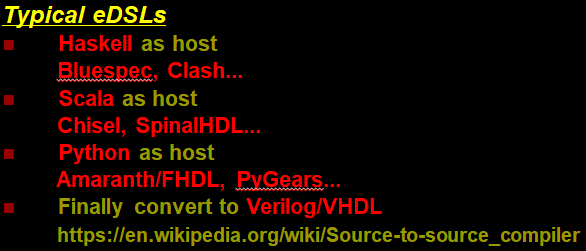 Typical eDSLs
Haskell as host
Bluespec, Clash...
Scala as host
Chisel, SpinalHDL...
Python as host
Amaranth/FHDL, PyGears...
Finally convert to Verilog/VHDL
https://en.wikipedia.org/wiki/Source-to-source_compiler